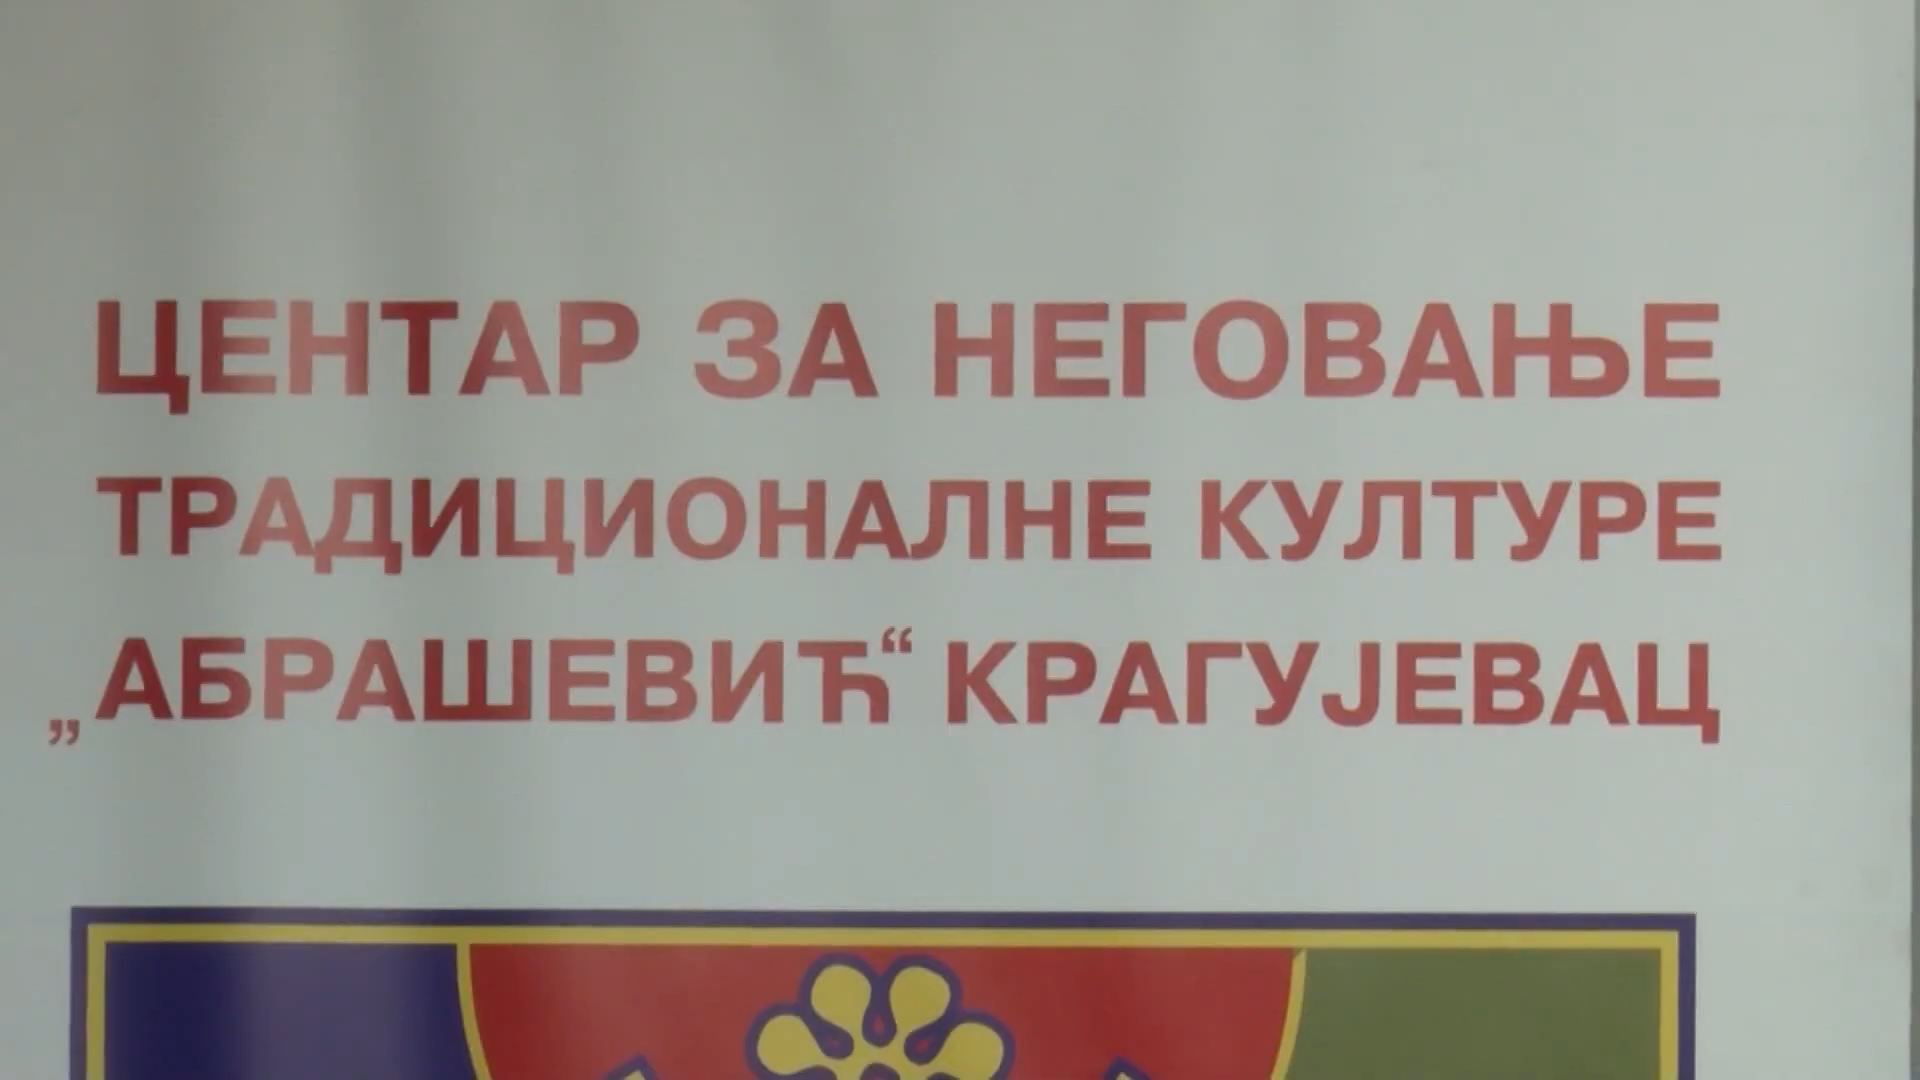 ЦЕНТАР ЗА НЕГОВАЊЕ
ТРАДИЦИОНАЛНЕ КУЛТУРЕ
„АБРАШЕВИЋ“ КРАГУЈЕВАЦ